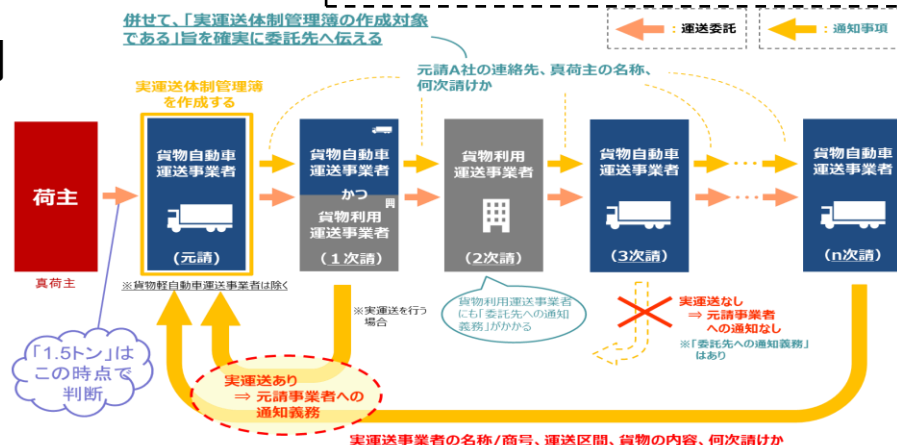 併せて、「実運送体制管理簿の作成対象
である」旨を確実に委託先へ伝える
：運送委託
：通知事項
元請A社の連絡先、真荷主の名称、
何次請けか
実運送体制管理簿
を作成する
荷主
真荷主
貨物自動車
運送事業者
(元請)
※貨物軽自動車運送事業者は除く
貨物自動車
運送事業者
かつ
貨物利用
運送事業者
(1次請)
貨物利用
運送事業者
(2次請)
貨物自動車
運送事業者
(3次請)
貨物自動車
運送事業者
(n次請)
※実運送を行う
場合
貨物利用運送事業者
にも「委託先への通知
義務」がかかる
実運送なし
⇒ 元請事業者
への通知なし
※「委託先への通知義務」
はあり
「1.5トン」は
この時点で
判断
実運送あり
⇒ 元請事業者への
通知義務
実運送事業者の名称/商号、運送区間、貨物の内容、何次請けか